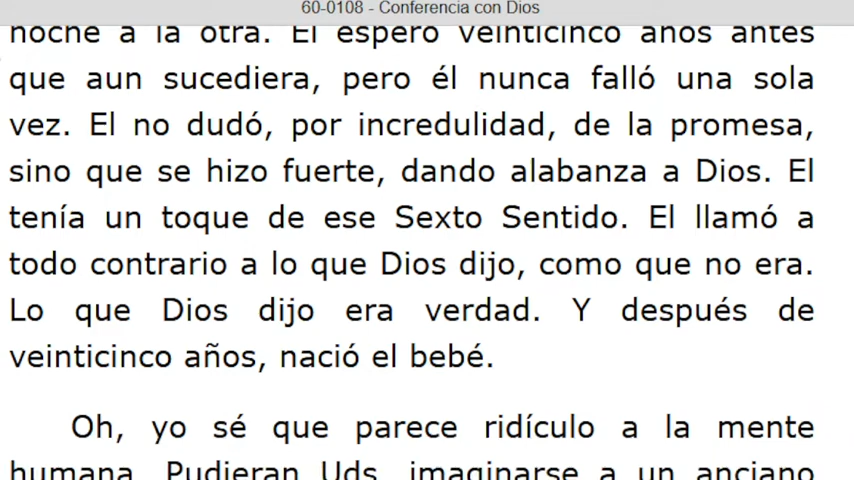 60-0108 - Conferencia con Dios
noche a la otra. El esperó veinticinco años antes
que aun sucediera, pero él nunca falló una sola
vez. El no dudó, por incredulidad, de la promesa,
sino que se hizo fuerte, dando alabanza a Dios. El
tenía un toque de ese Sexto Sentido. El llamó a
todo contrario a lo que Dios dijo, como que no era.
Lo que Dios dijo era verdad. Y después de
veinticinco años, nació el bebé.
Oh, yo sé que parece ridículo a la mente
humana. Pudieran Uds. imaginarse a un anciano